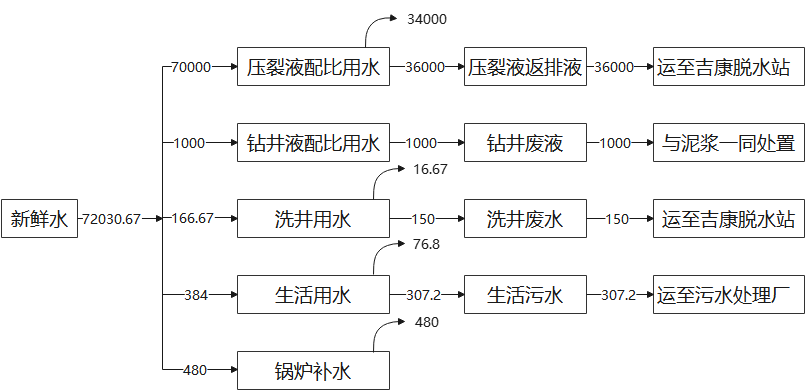 34000
70000 压裂液配比用水 36000 压裂液返排液 36000 运至吉康脱水站
1000 钻井液配比用水 1000 钻井废液 1000 与泥浆一同处置
16.67
新鲜水 72030.67 166.67 洗井用水 150 洗井废水 150 运至吉康脱水站
76.8
384 生活用水 307.2 生活污水 307.2 运至污水处理厂
480
480 锅炉补水